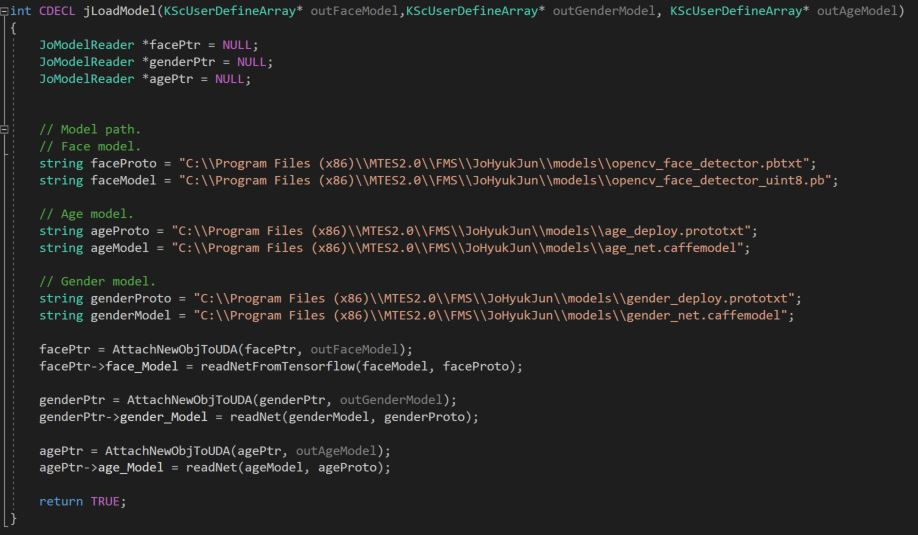 int CDECL jLoadModel(KScUserDefineArray* outFaceModel,KScUserDefineArray* outGenderModel, KScUserDefineArray* outAgeModel)
{
JoModelReader *facePtr = NULL;
JoModelReader *genderPtr = NULL;
JoModelReader *agePtr = NULL;
// Model path.
// Face model.
string faceProto = "C:\\Program Files (x86)\\MTES2.0\\FMS\\JoHyukJun\\models\\opencv_face_detector.pbtxt";
string faceModel = "C:\\Program Files (x86)\\MTES2.0\\FMS\\JoHyukJun\\models\\opencv_face_detector_uint8.pb";
// Age model.
string ageProto = "C:\\Program Files (x86)\\MTES2.0\\FMS\\JoHyukJun\\models\\age_deploy.prototxt";
string ageModel = "C:\\Program Files (x86)\\MTES2.0\\FMS\\JoHyukJun\\models\\age_net.caffemodel";
// Gender model.
string genderProto = "C:\\Program Files (x86)\\MTES2.0\\FMS\\JoHyukJun\\models\\gender_deploy.prototxt";
string genderModel = "C:\\Program Files (x86)\\MTES2.0\\FMS\\JoHyukJun\\models\\gender_net.caffemodel";
facePtr = AttachNewObjToUDA(facePtr, outFaceModel);
facePtr->face_Model = readNetFromTensorflow(faceModel, faceProto);
genderPtr = AttachNewObjToUDA(genderPtr, outGenderModel);
genderPtr->gender_Model = readNet(genderModel, genderProto);
agePtr = AttachNewObjToUDA(agePtr, outAgeModel);
agePtr->age_Model = readNet(ageModel, ageProto);
return TRUE;
}